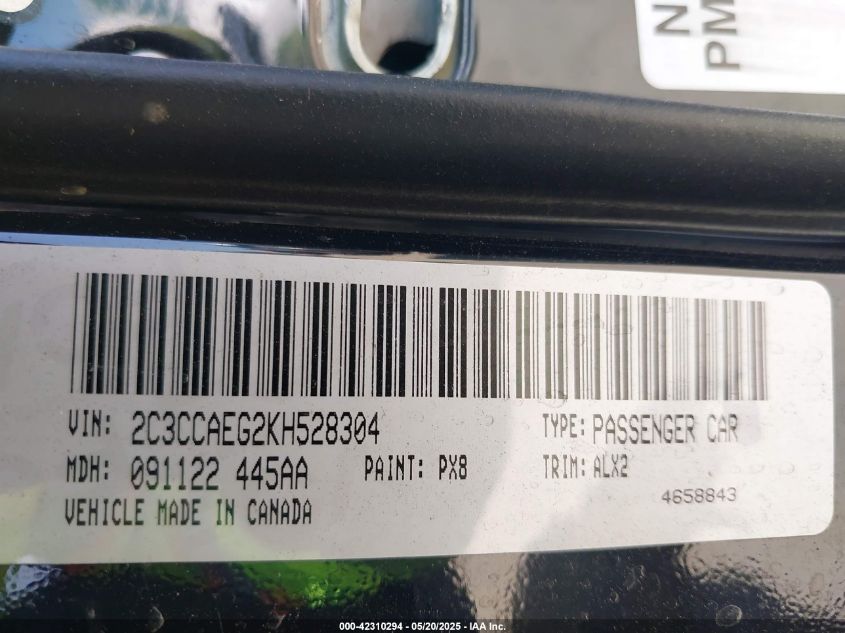 N
PM
VIN: 2C3CCAEG2KH528304 TYPE: PASSENGER CAR
MDH: 091122 445AA PAINT: PX8 TRIM: ALX2
VEHICLE MADE IN CANADA 4658843
000-42310294 - 05/20/2025 - IAA Inc.